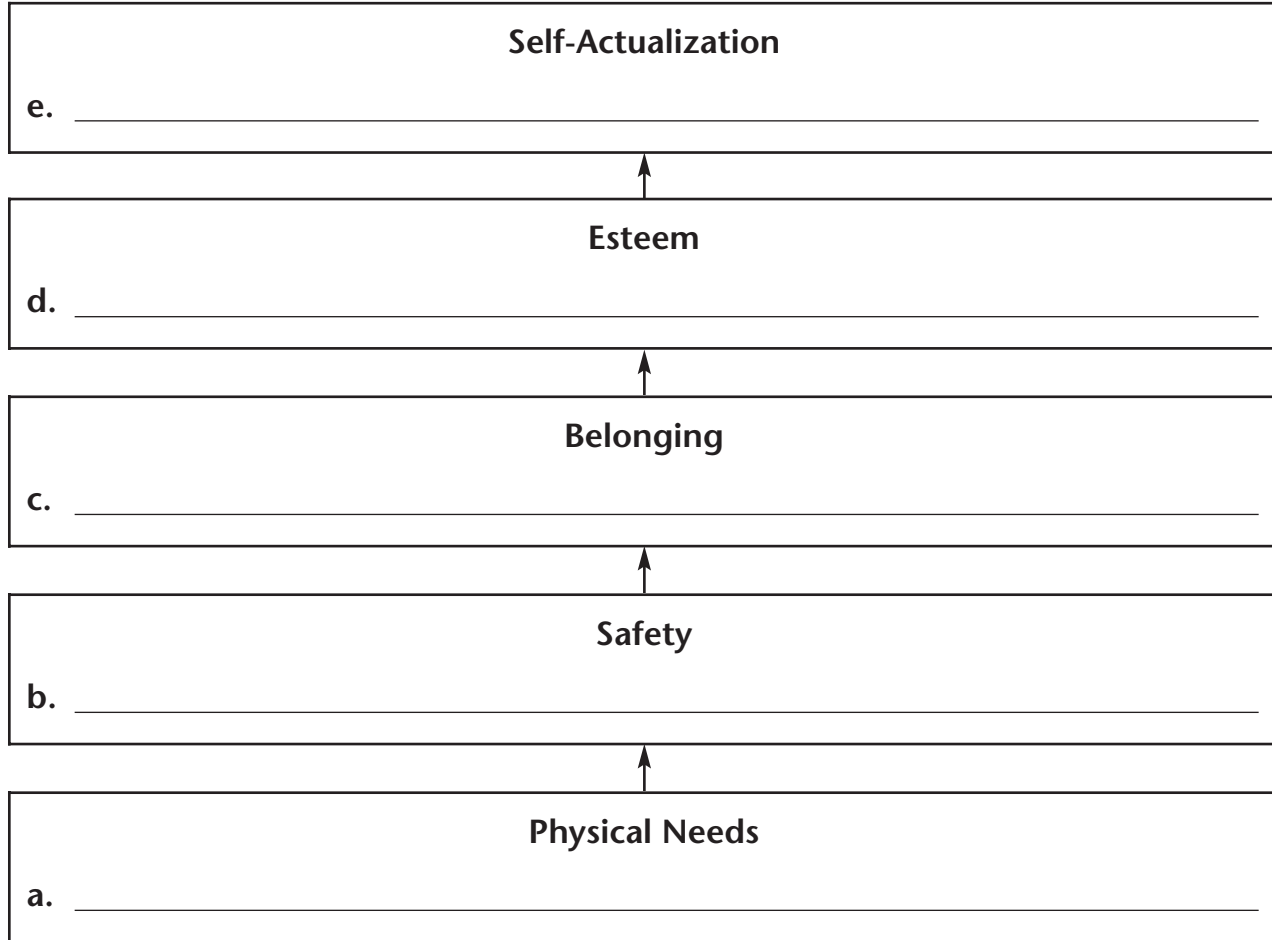 Self-Actualization
e.
Esteem
d.
Belonging
c.
Safety
b.
Physical Needs
a.